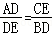 AD/DE = CE/BD